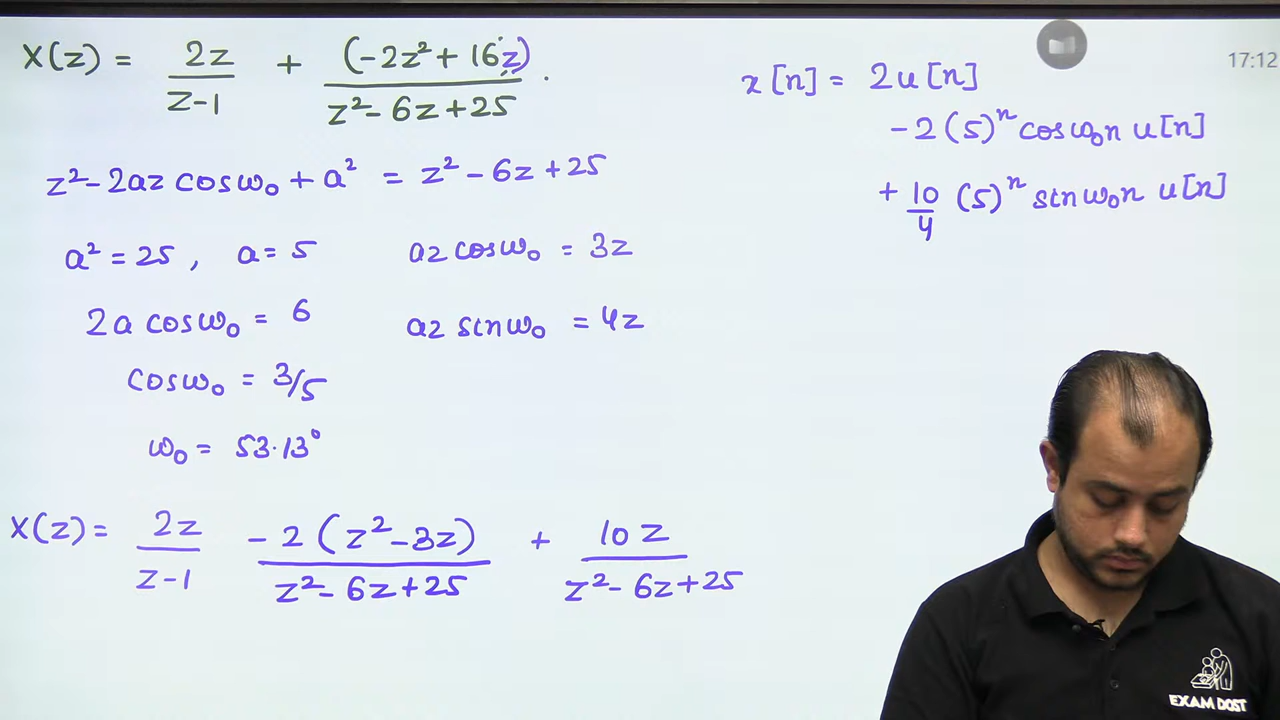 X(z) = 2z/(z-1) + (-2z²+16z)/(z²-6z+25) .
z²-2az cosω₀ + a² = z²-6z+25
a² = 25, a = 5
az cosω₀ = 3z
2a cosω₀ = 6
az sinω₀ = 4z
cosω₀ = 3/5
ω₀ = 53.13°
X(z) = 2z/(z-1) -2(z²-3z)/(z²-6z+25) + 10z/(z²-6z+25)
17:12
x[n] = 2u[n]
-2(5)ⁿ cosω₀n u[n]
+ 10/4 (5)ⁿ sinω₀n u[n]
EXAM DOST